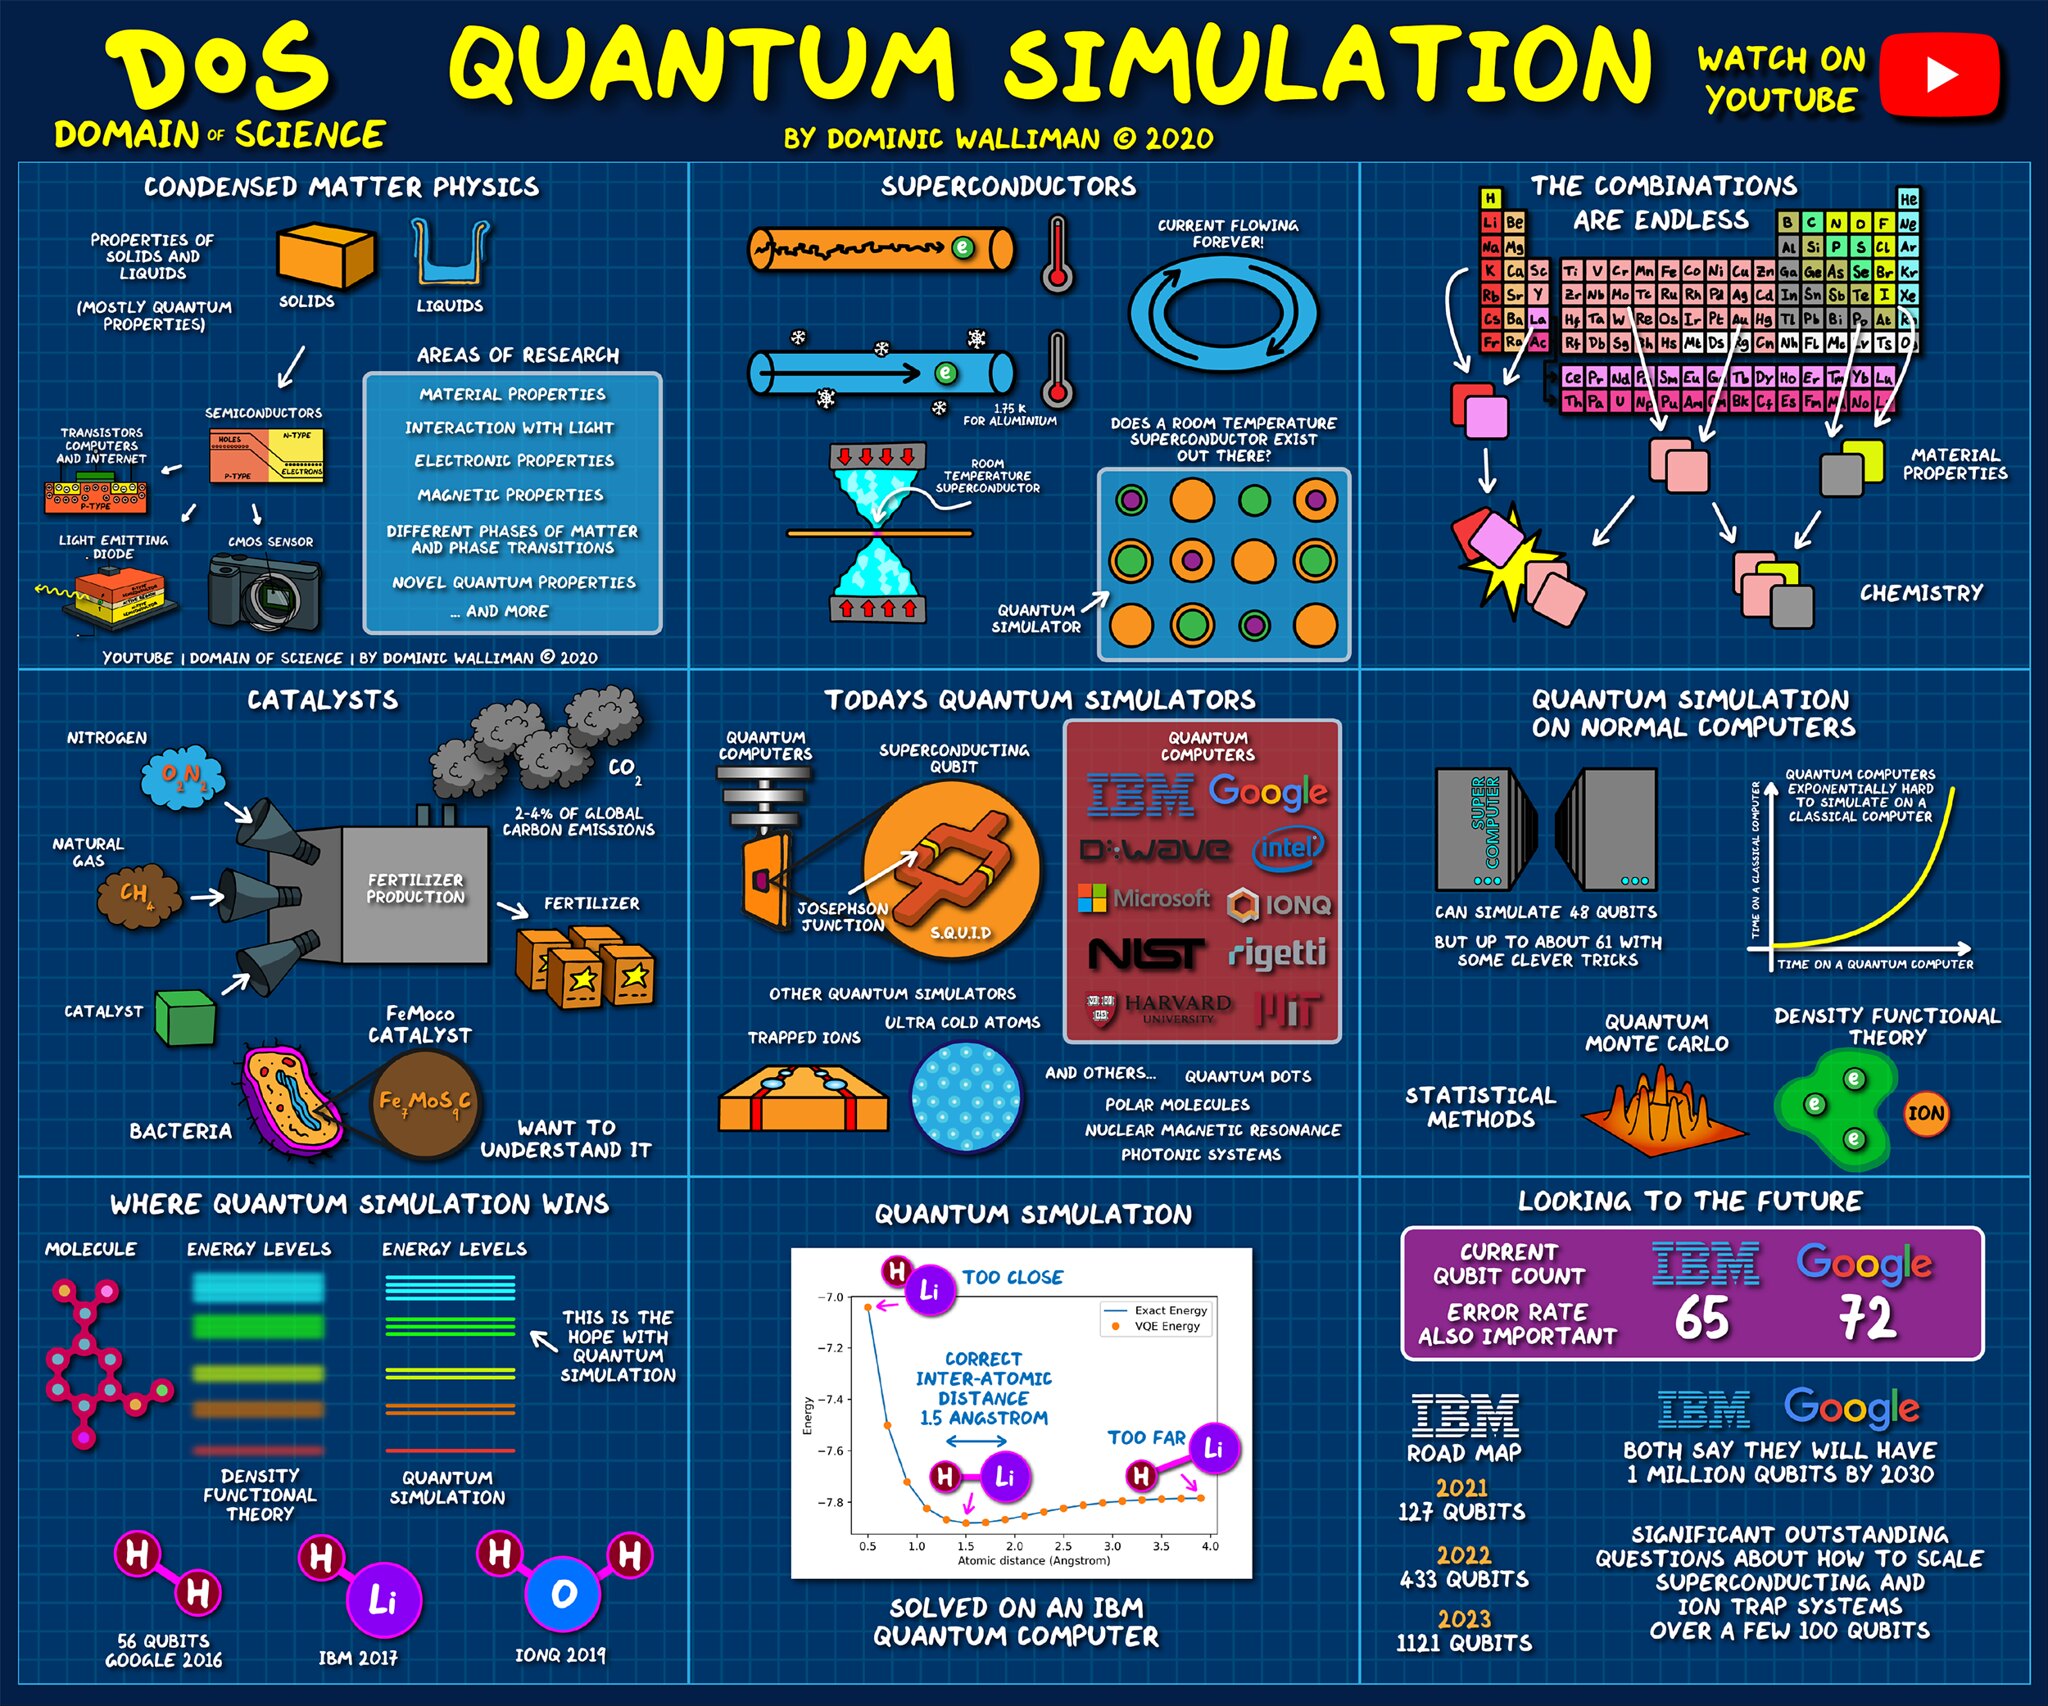 DoS
DOMAIN OF SCIENCE
QUANTUM SIMULATION
BY DOMINIC WALLIMAN © 2020
WATCH ON
YOUTUBE
CONDENSED MATTER PHYSICS
PROPERTIES OF
SOLIDS AND
LIQUIDS
(MOSTLY QUANTUM
PROPERTIES)
SOLIDS
LIQUIDS
SEMICONDUCTORS
HOLES
N-TYPE
P-TYPE
ELECTRONS
TRANSISTORS
COMPUTERS
AND INTERNET
P-TYPE
LIGHT EMITTING
DIODE
CMOS SENSOR
AREAS OF RESEARCH
MATERIAL PROPERTIES
INTERACTION WITH LIGHT
ELECTRONIC PROPERTIES
MAGNETIC PROPERTIES
DIFFERENT PHASES OF MATTER
AND PHASE TRANSITIONS
NOVEL QUANTUM PROPERTIES
... AND MORE
YOUTUBE | DOMAIN OF SCIENCE | BY DOMINIC WALLIMAN © 2020
SUPERCONDUCTORS
e
CURRENT FLOWING
FOREVER!
e
1.75 K
FOR ALUMINIUM
ROOM
TEMPERATURE
SUPERCONDUCTOR
DOES A ROOM TEMPERATURE
SUPERCONDUCTOR EXIST
OUT THERE?
QUANTUM
SIMULATOR
THE COMBINATIONS
ARE ENDLESS
H He
Li Be B C N O F Ne
Na Mg Al Si P S Cl Ar
K Ca Sc Ti V Cr Mn Fe Co Ni Cu Zn Ga Ge As Se Br Kr
Rb Sr Y Zr Nb Mo Tc Ru Rh Pd Ag Cd In Sn Sb Te I Xe
Cs Ba La Hf Ta W Re Os Ir Pt Au Hg Tl Pb Bi Po At Rn
Fr Ra Ac Rf Db Sg Bh Hs Mt Ds Rg Cn Nh FL Mc Lv Ts
Ce Pr Nd Sm Eu Tb Dy Ho Er Tm Yb Lu
Th Pa U Np Pu Am Bk Cf Es Fm No
MATERIAL
PROPERTIES
CHEMISTRY
CATALYSTS
NITROGEN
O2N2
NATURAL
GAS
CH4
CATALYST
FERTILIZER
PRODUCTION
CO2
2-4% OF GLOBAL
CARBON EMISSIONS
FERTILIZER
FeMoco
CATALYST
Fe7MoS9C
BACTERIA
WANT TO
UNDERSTAND IT
TODAYS QUANTUM SIMULATORS
QUANTUM
COMPUTERS
SUPERCONDUCTING
QUBIT
JOSEPHSON
JUNCTION
S.Q.U.I.D
QUANTUM
COMPUTERS
IBM Google
D:WAVE intel
Microsoft IONQ
NIST rigetti
HARVARD
UNIVERSITY
MIT
OTHER QUANTUM SIMULATORS
TRAPPED IONS
ULTRA COLD ATOMS
AND OTHERS...
QUANTUM DOTS
POLAR MOLECULES
NUCLEAR MAGNETIC RESONANCE
PHOTONIC SYSTEMS
QUANTUM SIMULATION
ON NORMAL COMPUTERS
SUPER
COMPUTER
CAN SIMULATE 48 QUBITS
BUT UP TO ABOUT 61 WITH
SOME CLEVER TRICKS
TIME ON A CLASSICAL COMPUTER
QUANTUM COMPUTERS
EXPONENTIALLY HARD
TO SIMULATE ON A
CLASSICAL COMPUTER
TIME ON A QUANTUM COMPUTER
STATISTICAL
METHODS
QUANTUM
MONTE CARLO
DENSITY FUNCTIONAL
THEORY
e
e
e
ION
WHERE QUANTUM SIMULATION WINS
MOLECULE
ENERGY LEVELS
ENERGY LEVELS
THIS IS THE
HOPE WITH
QUANTUM
SIMULATION
DENSITY
FUNCTIONAL
THEORY
QUANTUM
SIMULATION
H
H
56 QUBITS
GOOGLE 2016
H
Li
IBM 2017
H
O
H
IONQ 2019
QUANTUM SIMULATION
H
Li
TOO CLOSE
Exact Energy
VQE Energy
CORRECT
INTER-ATOMIC
DISTANCE
1.5 ANGSTROM
H
Li
TOO FAR
H
Li
Energy
−7.0
−7.2
−7.4
−7.6
−7.8
0.5 1.0 1.5 2.0 2.5 3.0 3.5 4.0
Atomic distance (Angstrom)
SOLVED ON AN IBM
QUANTUM COMPUTER
LOOKING TO THE FUTURE
CURRENT
QUBIT COUNT
ERROR RATE
ALSO IMPORTANT
IBM
65
Google
72
IBM
ROAD MAP
2021
127 QUBITS
2022
433 QUBITS
2023
1121 QUBITS
IBM Google
BOTH SAY THEY WILL HAVE
1 MILLION QUBITS BY 2030
SIGNIFICANT OUTSTANDING
QUESTIONS ABOUT HOW TO SCALE
SUPERCONDUCTING AND
ION TRAP SYSTEMS
OVER A FEW 100 QUBITS